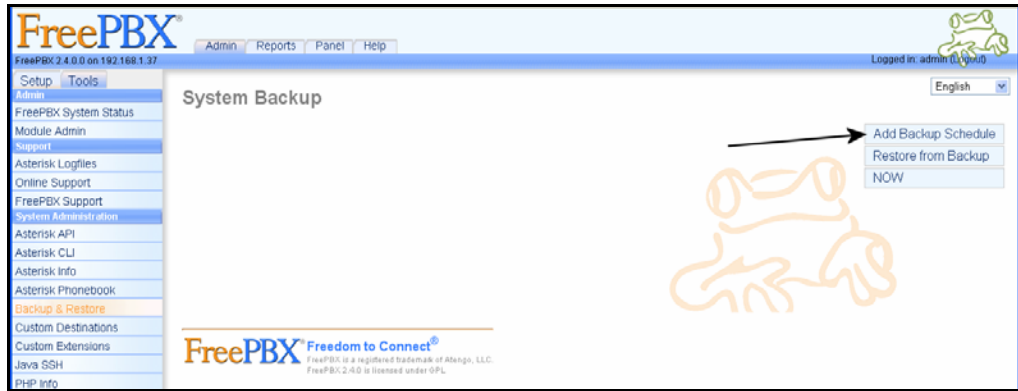 FreePBX®
Admin Reports Panel Help
FreePBX 2.4.0.0 on 192.168.1.37
Logged in: admin (Logout)
Setup Tools
English
Admin
FreePBX System Status
Module Admin
Support
Asterisk Logfiles
Online Support
FreePBX Support
System Administration
Asterisk API
Asterisk CLI
Asterisk Info
Asterisk Phonebook
Backup & Restore
Custom Destinations
Custom Extensions
Java SSH
PHP Info
System Backup
Add Backup Schedule
Restore from Backup
NOW
FreePBX® Freedom to Connect®
FreePBX is a registered trademark of Atengo, LLC.
FreePBX 2.4.0 is licensed under GPL